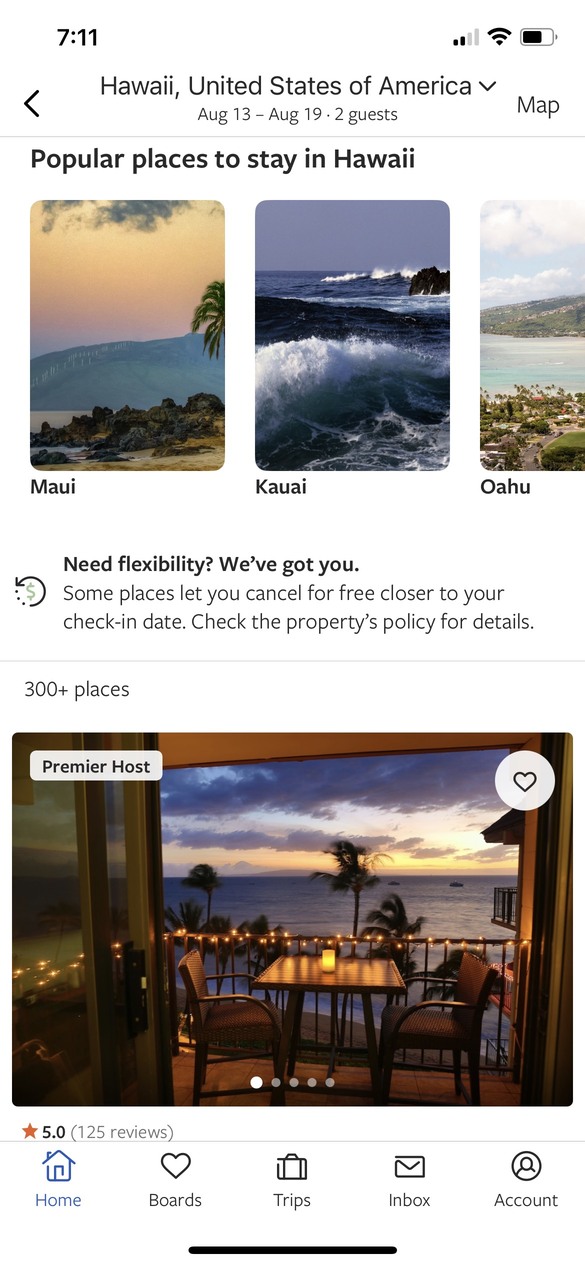 7:11
Hawaii, United States of America
Aug 13 – Aug 19 · 2 guests
Map
Popular places to stay in Hawaii
Maui
Kauai
Oahu
$
Need flexibility? We’ve got you.
Some places let you cancel for free closer to your
check-in date. Check the property’s policy for details.
300+ places
Premier Host
5.0 (125 reviews)
Home
Boards
Trips
Inbox
Account